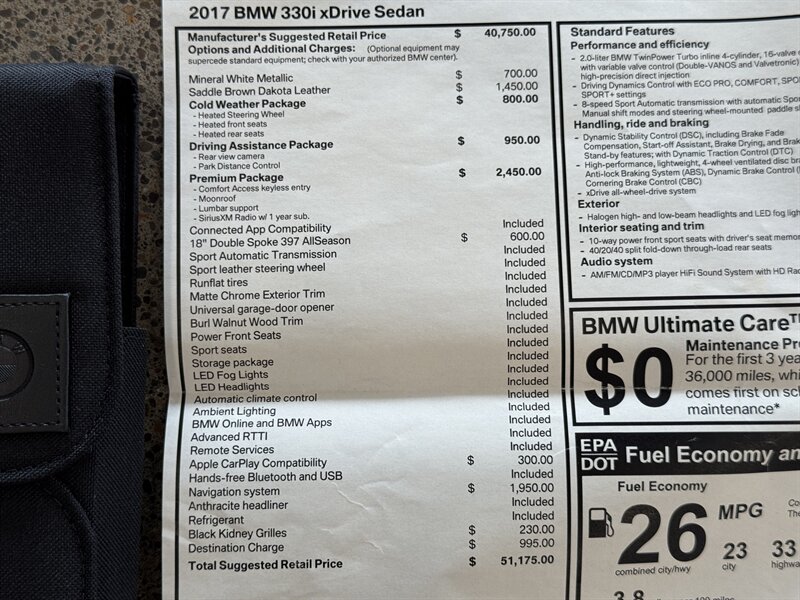 2017 BMW 330i xDrive Sedan
Manufacturer's Suggested Retail Price $ 40,750.00
Options and Additional Charges: (Optional equipment may
supercede standard equipment; check with your authorized BMW center).
Mineral White Metallic $ 700.00
Saddle Brown Dakota Leather $ 1,450.00
Cold Weather Package $ 800.00
- Heated Steering Wheel
- Heated front seats
- Heated rear seats
Driving Assistance Package $ 950.00
- Rear view camera
- Park Distance Control
Premium Package $ 2,450.00
- Comfort Access keyless entry
- Moonroof
- Lumbar support
- SiriusXM Radio w/ 1 year sub.
Connected App Compatibility Included
18" Double Spoke 397 AllSeason $ 600.00
Sport Automatic Transmission Included
Sport leather steering wheel Included
Runflat tires Included
Matte Chrome Exterior Trim Included
Universal garage-door opener Included
Burl Walnut Wood Trim Included
Power Front Seats Included
Sport seats Included
Storage package Included
LED Fog Lights Included
LED Headlights Included
Automatic climate control Included
Ambient Lighting Included
BMW Online and BMW Apps Included
Advanced RTTI Included
Remote Services Included
Apple CarPlay Compatibility $ 300.00
Hands-free Bluetooth and USB Included
Navigation system $ 1,950.00
Anthracite headliner Included
Refrigerant Included
Black Kidney Grilles $ 230.00
Destination Charge $ 995.00
Total Suggested Retail Price $ 51,175.00
Standard Features
Performance and efficiency
- 2.0-liter BMW TwinPower Turbo inline 4-cylinder, 16-valve
with variable valve control (Double-VANOS and Valvetronic)
high-precision direct injection
- Driving Dynamics Control with ECO PRO, COMFORT,
SPORT+ settings
- 8-speed Sport Automatic transmission with automatic
Manual shift modes and steering wheel-mounted paddle
Handling, ride and braking
- Dynamic Stability Control (DSC), including Brake Fade
Compensation, Start-off Assistant, Brake Drying, and
Stand-by features; with Dynamic Traction Control (DTC)
- High-performance, lightweight, 4-wheel ventilated disc
Anti-lock Braking System (ABS), Dynamic Brake Control
Cornering Brake Control (CBC)
- xDrive all-wheel-drive system
Exterior
- Halogen high- and low-beam headlights and LED fog
Interior seating and trim
- 10-way power front sport seats with driver's seat
- 40/20/40 split fold-down through-load rear seats
Audio system
- AM/FM/CD/MP3 player HiFi Sound System with HD
BMW Ultimate Care™
$0 Maintenance
For the first 3
36,000 miles,
comes first on
maintenance*
EPA
DOT Fuel Economy
Fuel Economy
26 MPG
combined city/hwy
23 33
city
3.8